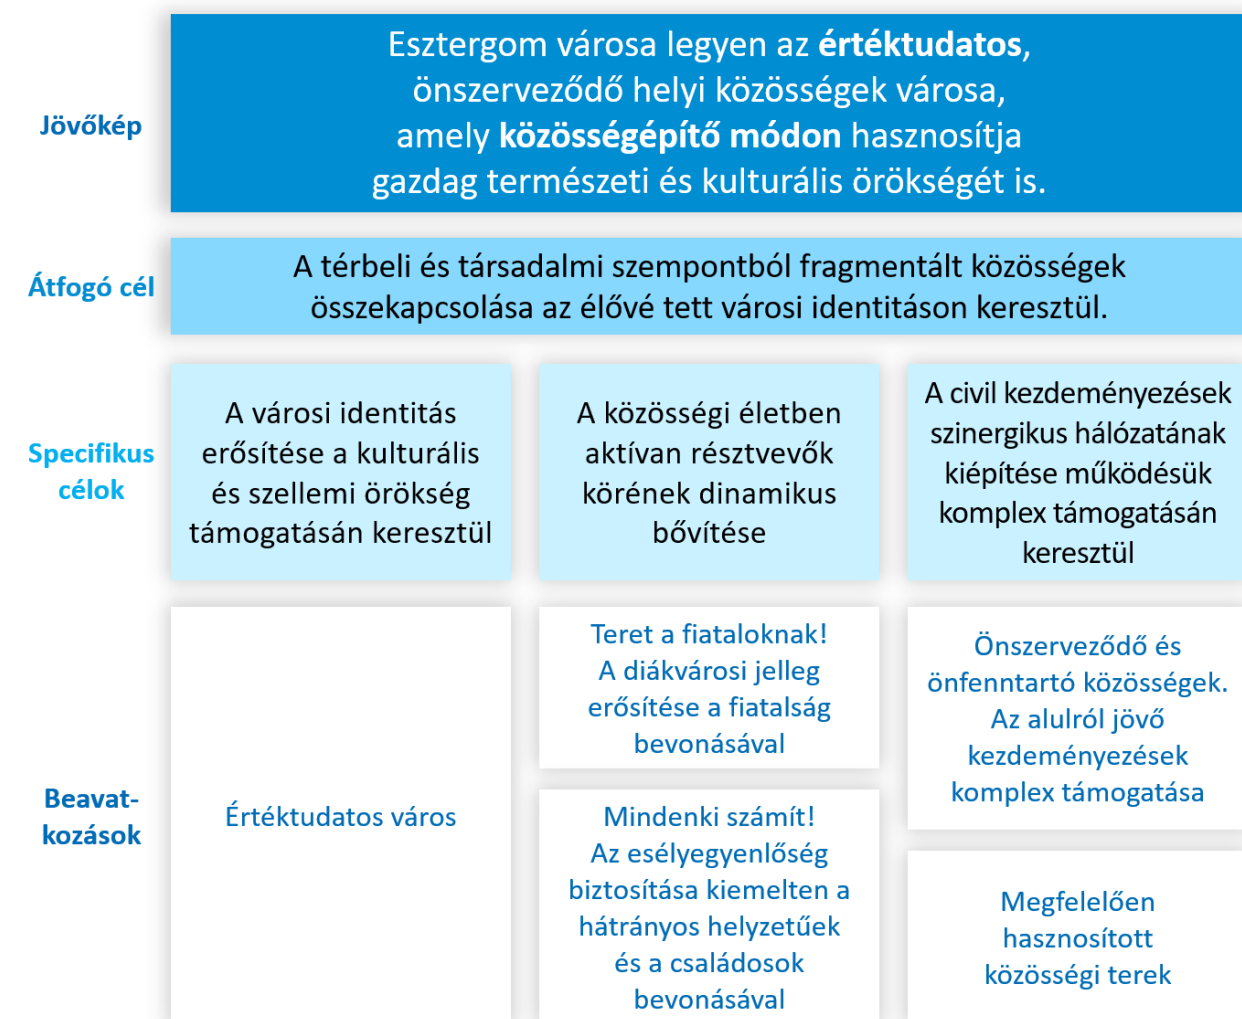 Jövőkép
Esztergom városa legyen az értéktudatos,
önszerveződő helyi közösségek városa,
amely közösségépítő módon hasznosítja
gazdag természeti és kulturális örökségét is.
Átfogó cél
A térbeli és társadalmi szempontból fragmentált közösségek
összekapcsolása az élővé tett városi identitáson keresztül.
Specifikus
célok
A városi identitás
erősítése a kulturális
és szellemi örökség
támogatásán keresztül
A közösségi életben
aktívan résztvevők
körének dinamikus
bővítése
A civil kezdeményezések
szinergikus hálózatának
kiépítése működésük
komplex támogatásán
keresztül
Beavat-
kozások
Értéktudatos város
Teret a fiataloknak!
A diákvárosi jelleg
erősítése a fiatalság
bevonásával
Mindenki számít!
Az esélyegyenlőség
biztosítása kiemelten a
hátrányos helyzetűek
és a családosok
bevonásával
Önszerveződő és
önfenntartó közösségek.
Az alulról jövő
kezdeményezések
komplex támogatása
Megfelelően
hasznosított
közösségi terek